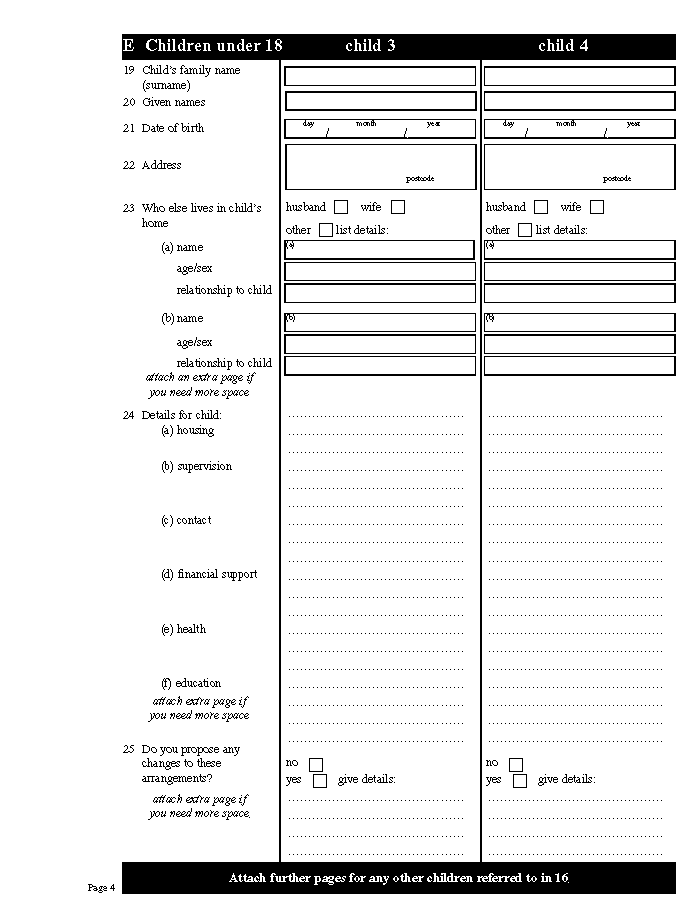 E Children under 18 child 3 child 4
19 Child's family name
(surname)
20 Given names
21 Date of birth day / month / year day / month / year
22 Address
postcode postcode
23 Who else lives in child's husband wife husband wife
home
other list details: other list details:
(a) name (a) (a)
age/sex
relationship to child
(b) name (b) (b)
age/sex
relationship to child
attach an extra page if
you need more space
24 Details for child:
(a) housing
(b) supervision
(c) contact
(d) financial support
(e) health
(f) education
attach extra page if
you need more space
25 Do you propose any
changes to these no no
arrangements? yes give details: yes give details:
attach extra page if
you need more space.
Attach further pages for any other children referred to in 16.
Page 4